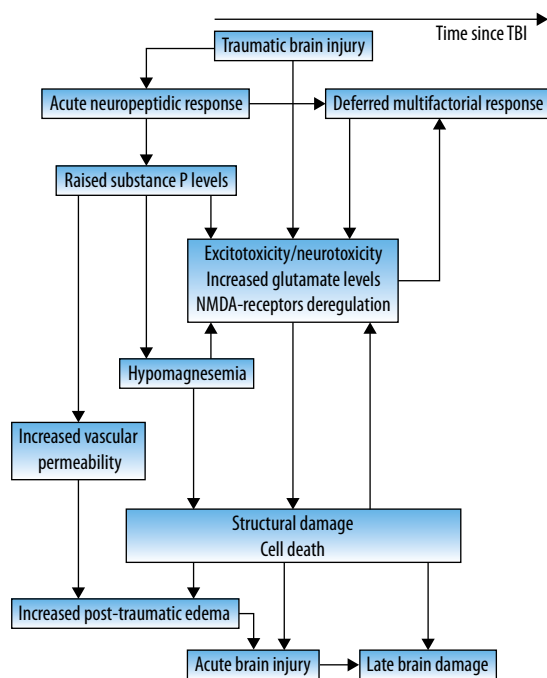 Time since TBI
Traumatic brain injury
Acute neuropeptidic response
Deferred multifactorial response
Raised substance P levels
Excitotoxicity/neurotoxicity
Increased glutamate levels
NMDA-receptors deregulation
Hypomagnesemia
Increased vascular
permeability
Structural damage
Cell death
Increased post-traumatic edema
Acute brain injury
Late brain damage